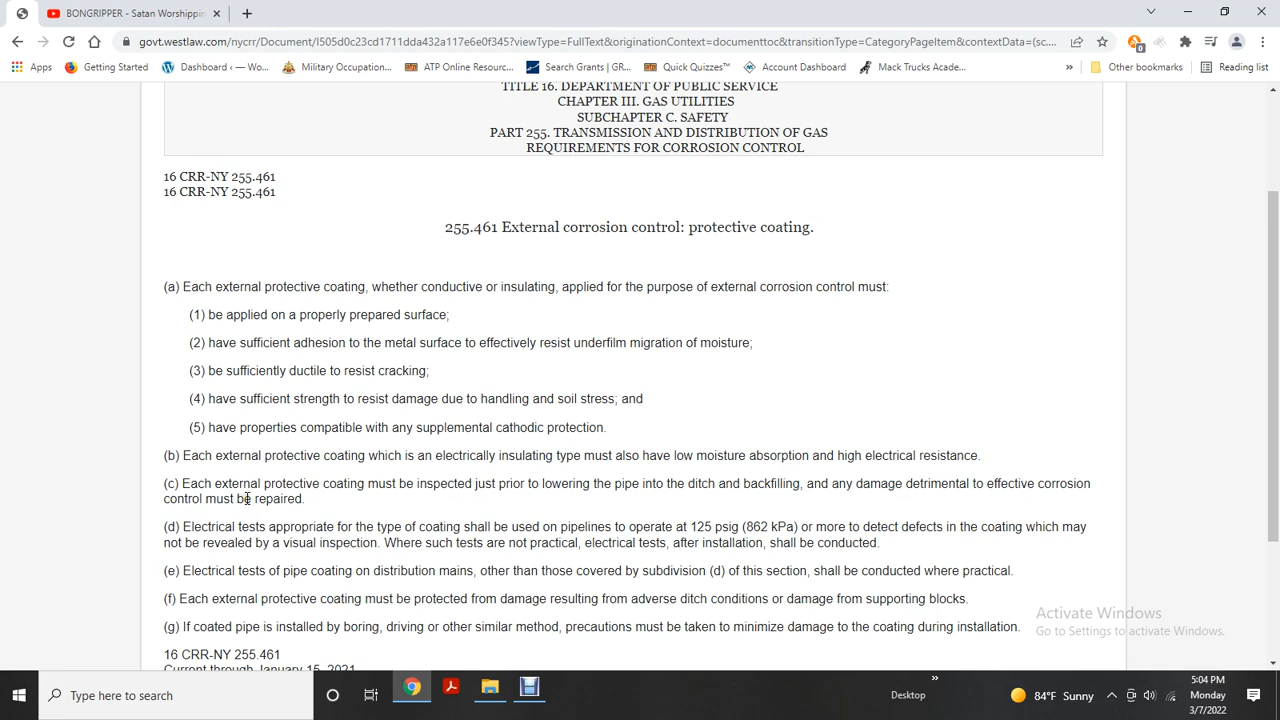 BONGRIPPER - Satan Worshippin
govt.westlaw.com/nycrr/Document/I505d0c23cd1711dda432a117e6e0f345?viewType=FullText&originationContext=documenttoc&transitionType=CategoryPageItem&contextData=(sc...
Apps Getting Started Dashboard ‹ — Wo... Military Occupation... ATP Online Resourc... Search Grants | GR... Quick Quizzes™ Account Dashboard Mack Trucks Acade... » Other bookmarks Reading list
TITLE 16. DEPARTMENT OF PUBLIC SERVICE
CHAPTER III. GAS UTILITIES
SUBCHAPTER C. SAFETY
PART 255. TRANSMISSION AND DISTRIBUTION OF GAS
REQUIREMENTS FOR CORROSION CONTROL
16 CRR-NY 255.461
16 CRR-NY 255.461
255.461 External corrosion control: protective coating.
(a) Each external protective coating, whether conductive or insulating, applied for the purpose of external corrosion control must:
(1) be applied on a properly prepared surface;
(2) have sufficient adhesion to the metal surface to effectively resist underfilm migration of moisture;
(3) be sufficiently ductile to resist cracking;
(4) have sufficient strength to resist damage due to handling and soil stress; and
(5) have properties compatible with any supplemental cathodic protection.
(b) Each external protective coating which is an electrically insulating type must also have low moisture absorption and high electrical resistance.
(c) Each external protective coating must be inspected just prior to lowering the pipe into the ditch and backfilling, and any damage detrimental to effective corrosion
control must be repaired.
(d) Electrical tests appropriate for the type of coating shall be used on pipelines to operate at 125 psig (862 kPa) or more to detect defects in the coating which may
not be revealed by a visual inspection. Where such tests are not practical, electrical tests, after installation, shall be conducted.
(e) Electrical tests of pipe coating on distribution mains, other than those covered by subdivision (d) of this section, shall be conducted where practical.
(f) Each external protective coating must be protected from damage resulting from adverse ditch conditions or damage from supporting blocks.
(g) If coated pipe is installed by boring, driving or other similar method, precautions must be taken to minimize damage to the coating during installation.
16 CRR-NY 255.461
Current through January 15, 2021
Activate Windows
Go to Settings to activate Windows.
Type here to search
Desktop
»
84°F Sunny
5:04 PM
Monday
3/7/2022